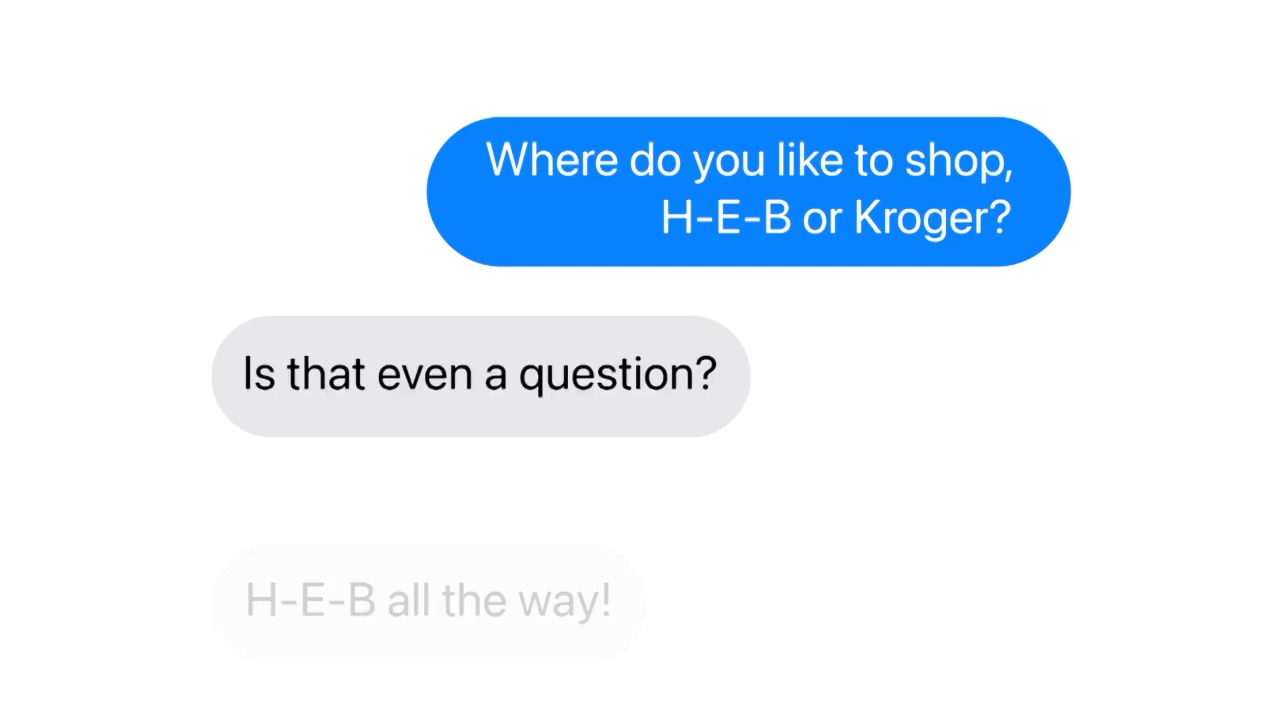 Where do you like to shop,
H-E-B or Kroger?
Is that even a question?
H-E-B all the way!